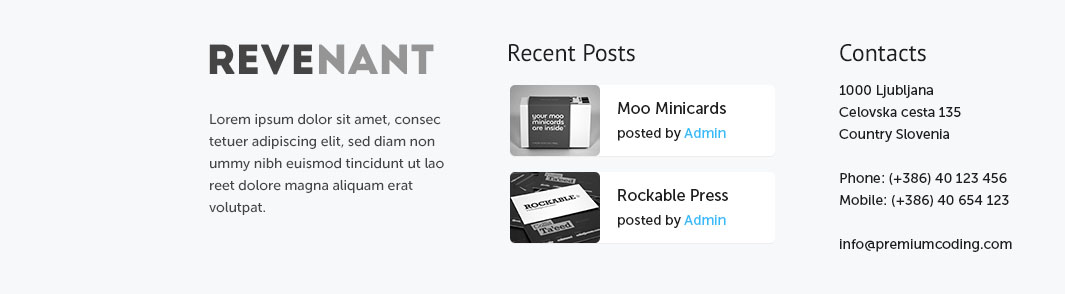 REVENANT
Lorem ipsum dolor sit amet, consec
tetuer adipiscing elit, sed diam non
ummy nibh euismod tincidunt ut lao
reet dolore magna aliquam erat
volutpat.
Recent Posts
your moo
minicards
are inside
Moo Minicards
posted by Admin
ROCKABLE
Ta'eed
Rockable Press
posted by Admin
Contacts
1000 Ljubljana
Celovska cesta 135
Country Slovenia
Phone: (+386) 40 123 456
Mobile: (+386) 40 654 123
info@premiumcoding.com